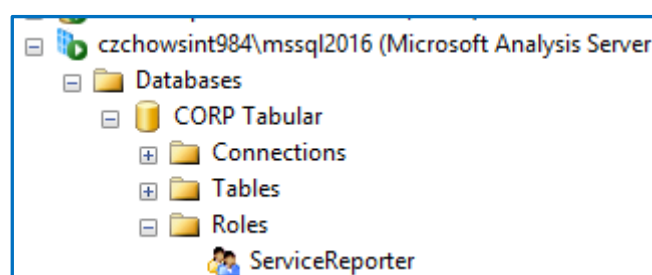 czchowsint984\mssql2016 (Microsoft Analysis Server
Databases
CORP Tabular
Connections
Tables
Roles
ServiceReporter